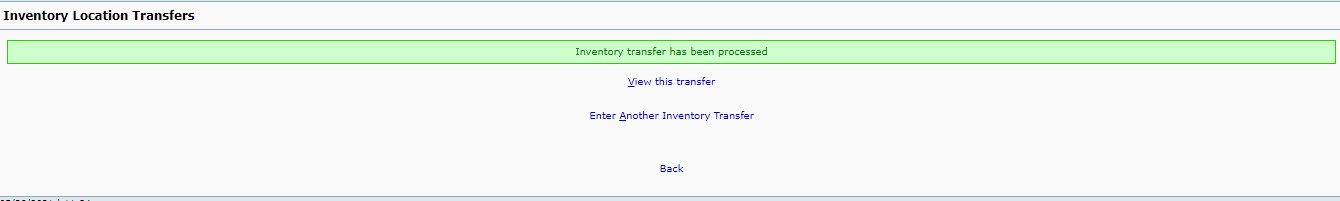 Inventory Location Transfers
Inventory transfer has been processed
View this transfer
Enter Another Inventory Transfer
Back